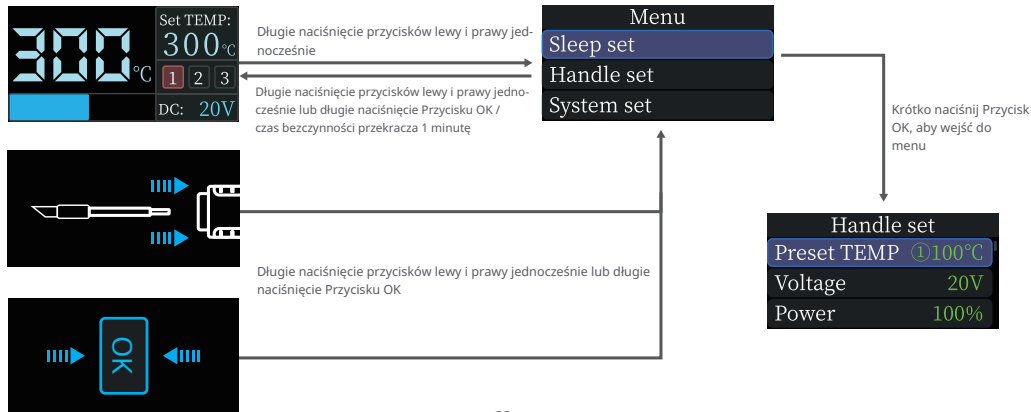 300°C
Set TEMP:
300°C
1 2 3
DC: 20V
Długie naciśnięcie przycisków lewy i prawy jed-
nocześnie
Długie naciśnięcie przycisków lewy i prawy jedno-
cześnie lub długie naciśnięcie Przycisku OK /
czas bezczynności przekracza 1 minutę
Menu
Sleep set
Handle set
System set
Krótko naciśnij Przycisk
OK, aby wejść do
menu
Długie naciśnięcie przycisków lewy i prawy jednocześnie lub długie
naciśnięcie Przycisku OK
Handle set
Preset TEMP ①100°C
Voltage 20V
Power 100%
OK